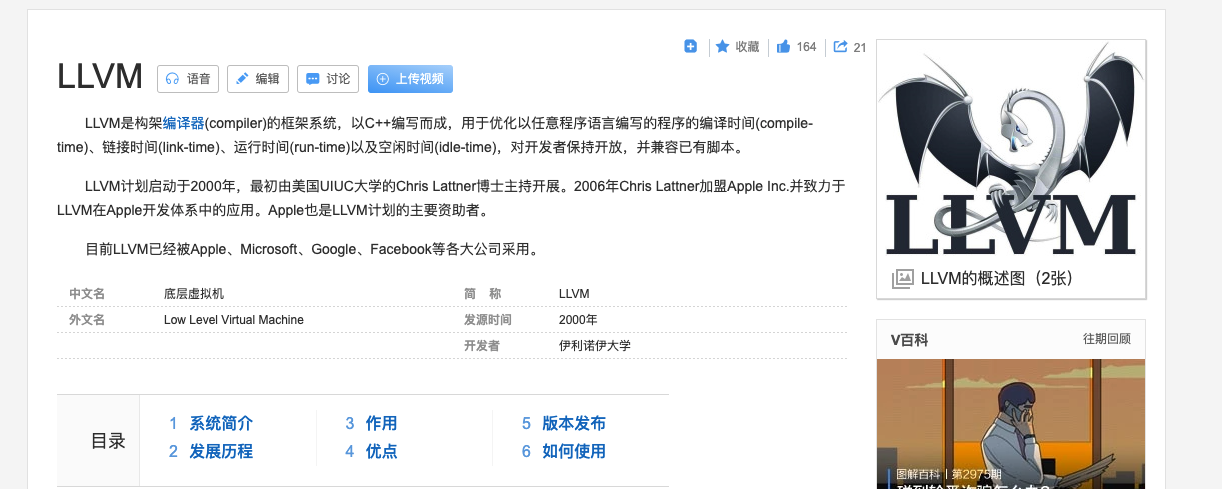 收藏 164 21
LLVM 语音 编辑 讨论 上传视频
LLVM是构架编译器(compiler)的框架系统，以C++编写而成，用于优化以任意程序语言编写的程序的编译时间(compile-
time)、链接时间(link-time)、运行时间(run-time)以及空闲时间(idle-time)，对开发者保持开放，并兼容已有脚本。
LLVM计划启动于2000年，最初由美国UIUC大学的Chris Lattner博士主持开展。2006年Chris Lattner加盟Apple Inc.并致力于
LLVM在Apple开发体系中的应用。Apple也是LLVM计划的主要资助者。
目前LLVM已经被Apple、Microsoft、Google、Facebook等各大公司采用。
中文名 底层虚拟机 简 称 LLVM
外文名 Low Level Virtual Machine 发源时间 2000年
开发者 伊利诺伊大学
目录
1 系统简介 3 作用 5 版本发布
2 发展历程 4 优点 6 如何使用
LLVM
LLVM的概述图（2张）
V百科 往期回顾
图解百科 | 第2975期